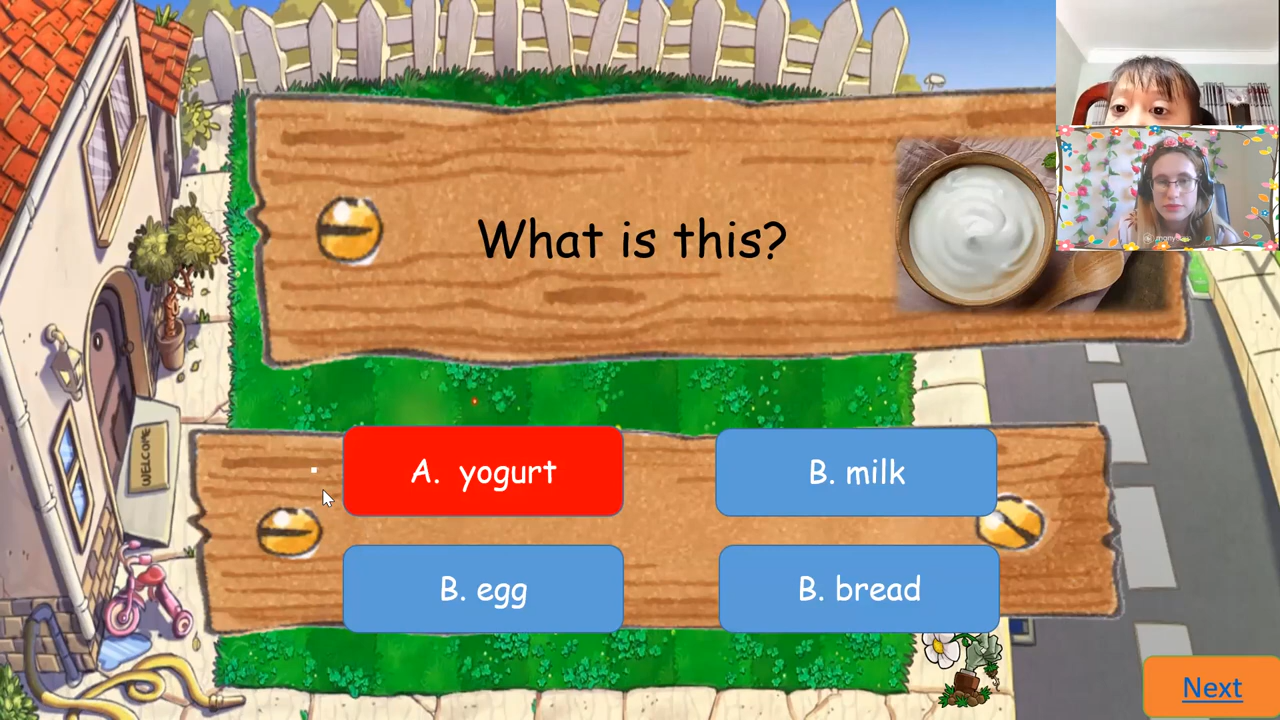 What is this?
A. yogurt
B. milk
B. egg
B. bread
WELCOME
Next